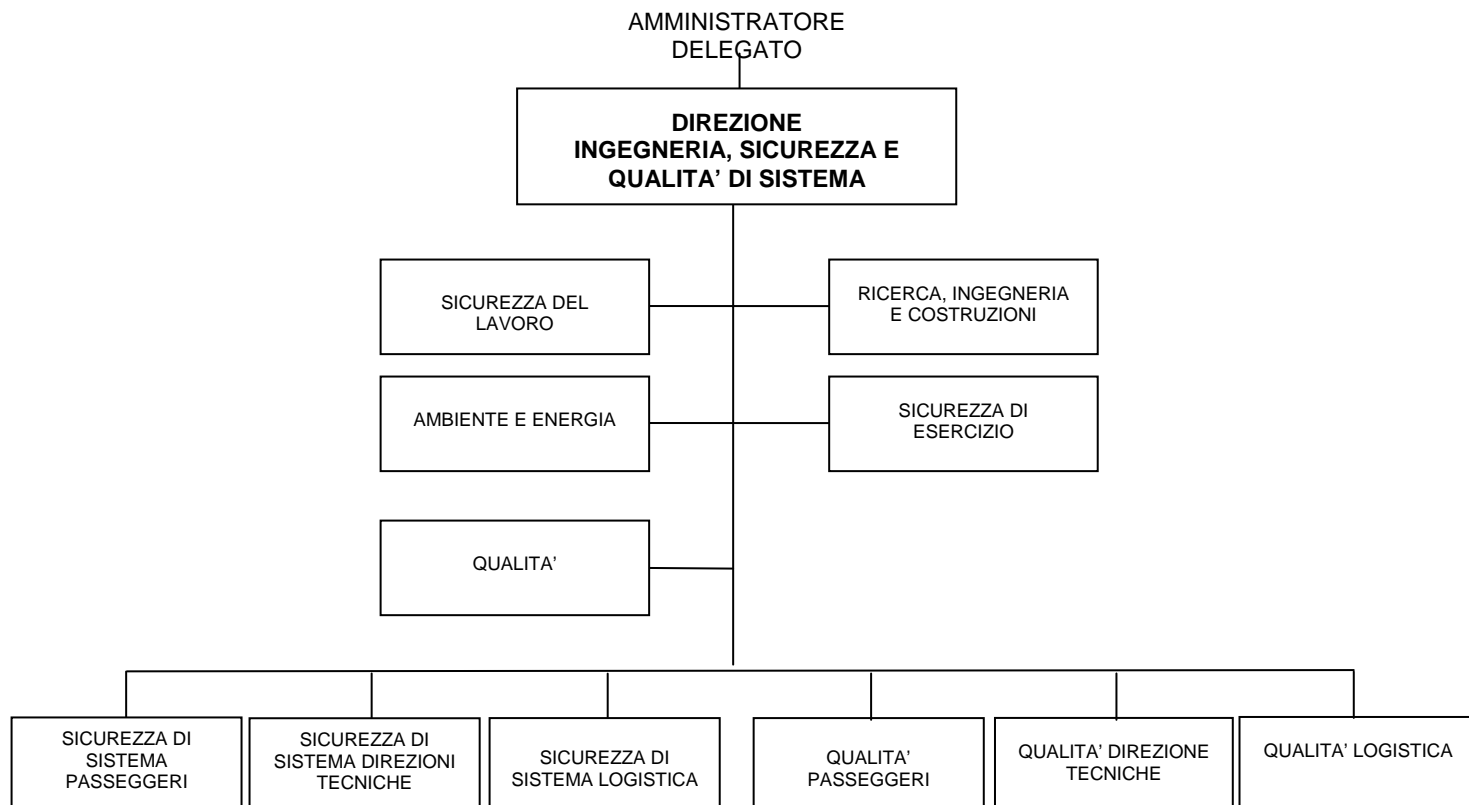 AMMINISTRATORE
DELEGATO
DIREZIONE
INGEGNERIA, SICUREZZA E
QUALITA’ DI SISTEMA
SICUREZZA DEL
LAVORO
RICERCA, INGEGNERIA
E COSTRUZIONI
AMBIENTE E ENERGIA
SICUREZZA DI
ESERCIZIO
QUALITA’
SICUREZZA DI
SISTEMA
PASSEGGERI
SICUREZZA DI
SISTEMA DIREZIONI
TECNICHE
SICUREZZA DI
SISTEMA LOGISTICA
QUALITA’
PASSEGGERI
QUALITA’ DIREZIONE
TECNICHE
QUALITA’ LOGISTICA